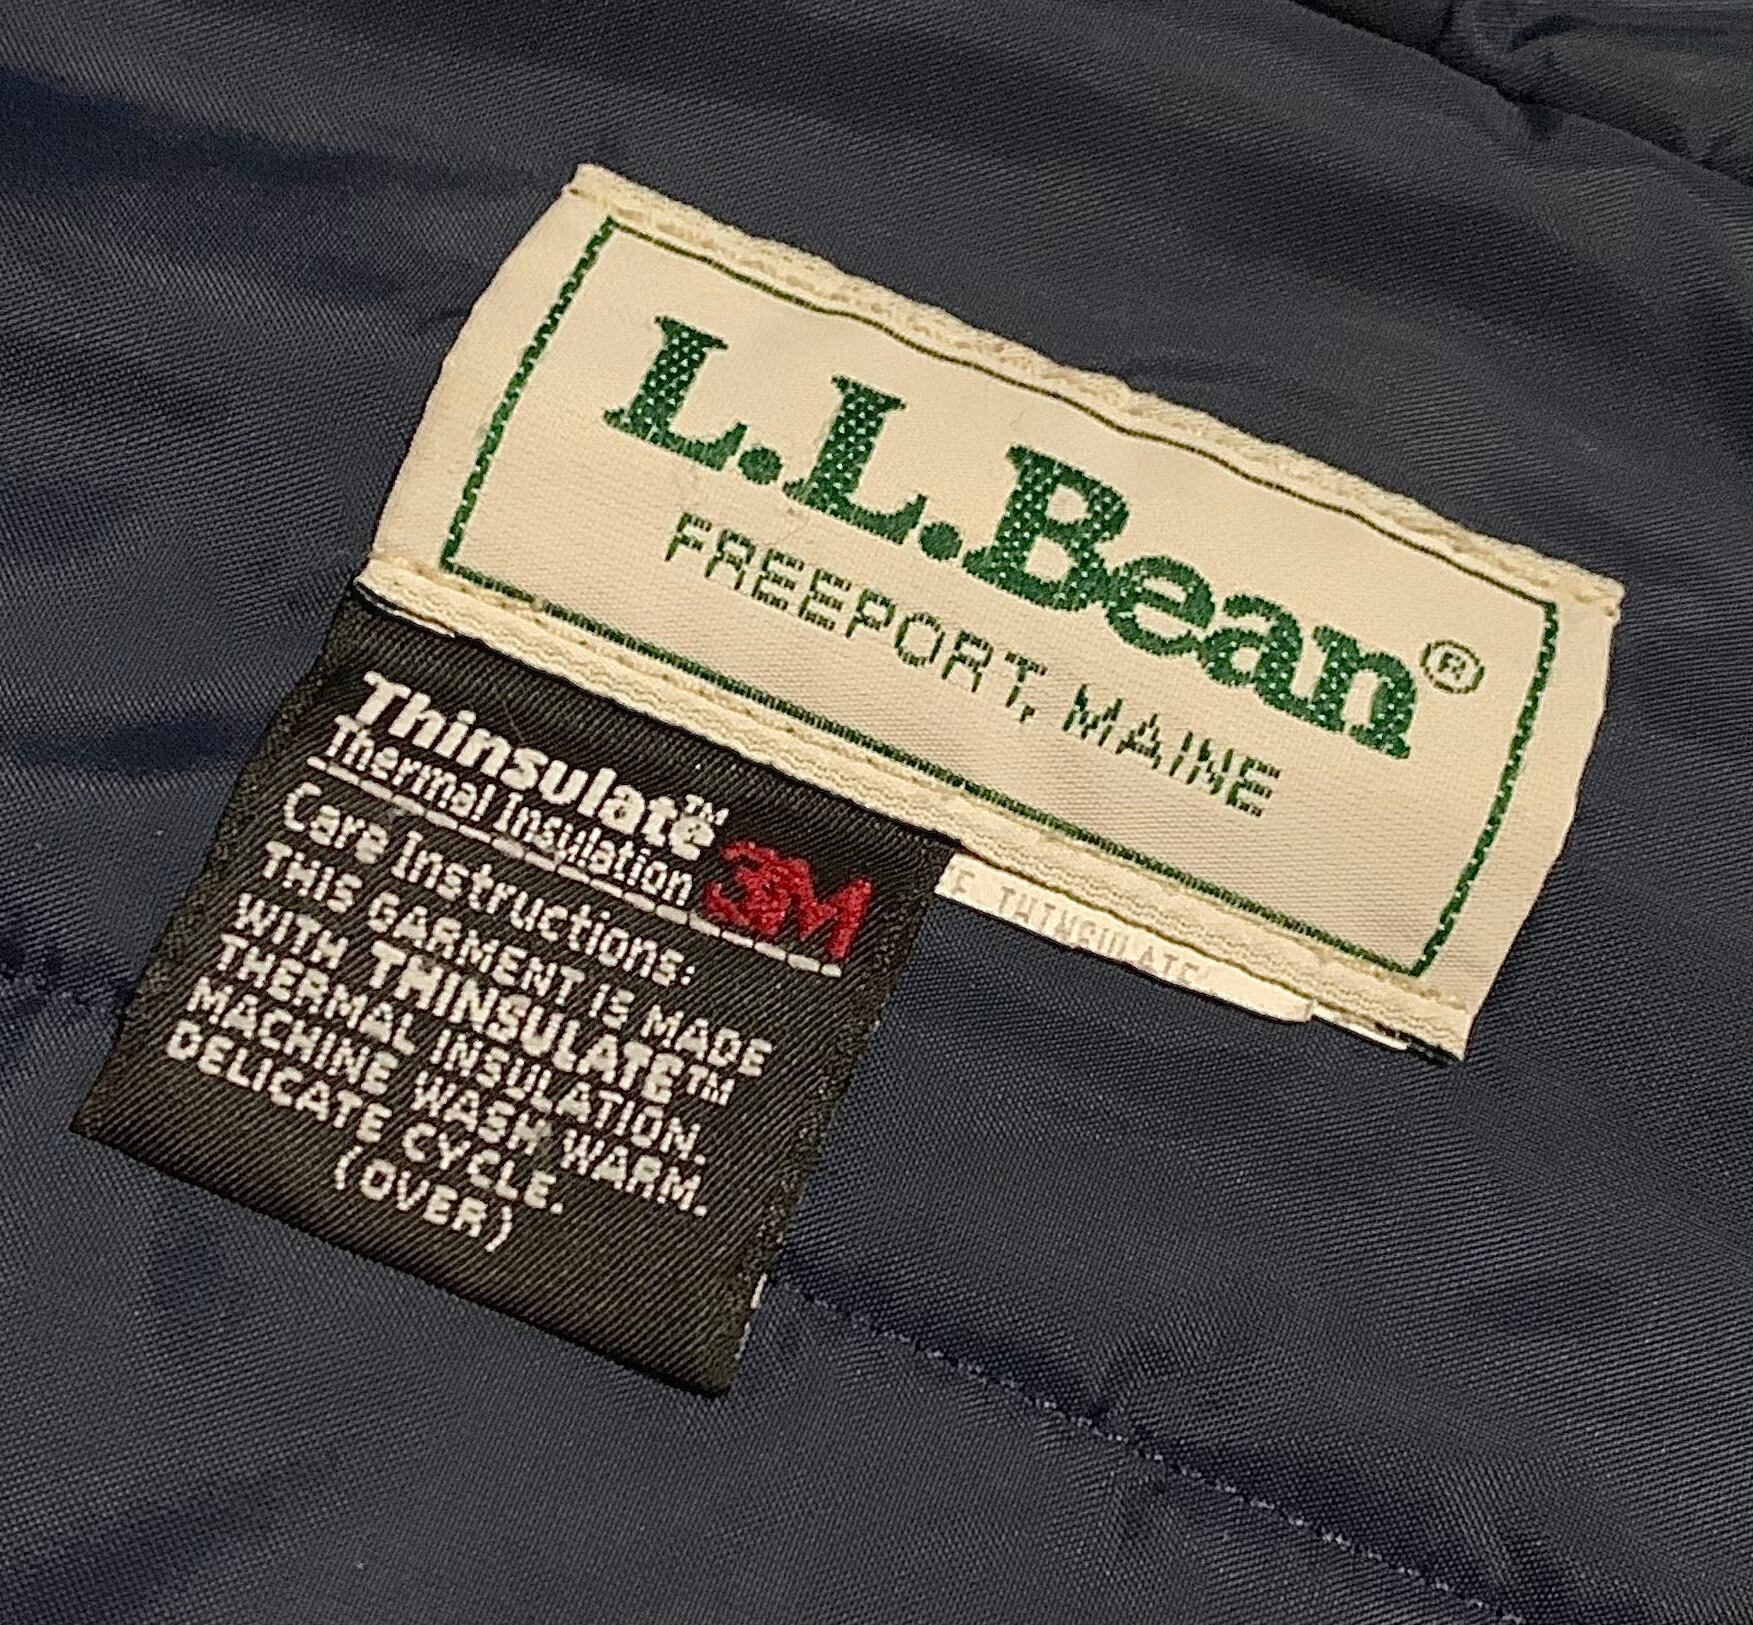 L.L.Bean®
FREEPORT, MAINE
Thinsulate™
Thermal Insulation 3M
Care Instructions:
THIS GARMENT IS MADE
WITH THINSULATE™
THERMAL INSULATION.
MACHINE WASH WARM.
DELICATE CYCLE.
(OVER)
THINSULATE